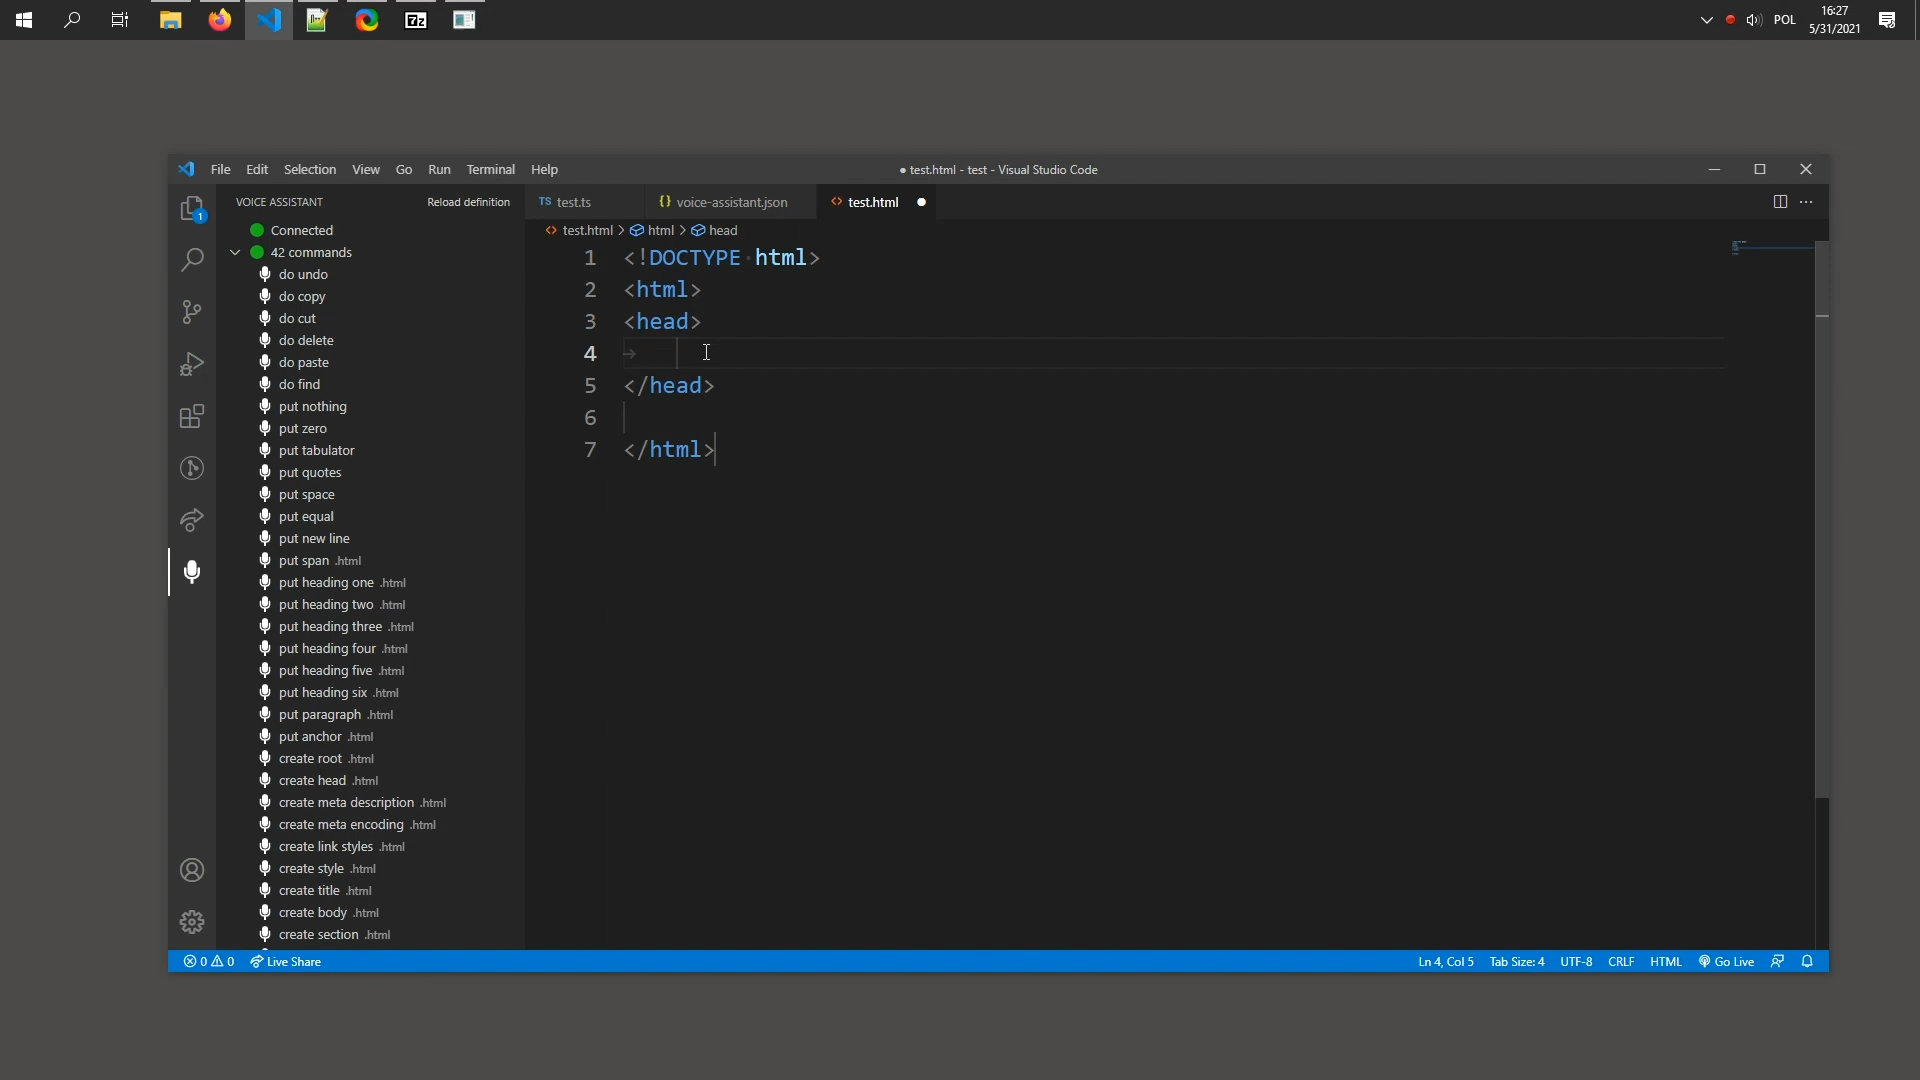 7z
POL
16:27
5/31/2021
File Edit Selection View Go Run Terminal Help
● test.html - test - Visual Studio Code
1
VOICE ASSISTANT
Reload definition
TS test.ts
{} voice-assistant.json
<> test.html ●
<> test.html > html > head
Connected
42 commands
do undo
do copy
do cut
do delete
do paste
do find
put nothing
put zero
put tabulator
put quotes
put space
put equal
put new line
put span .html
put heading one .html
put heading two .html
put heading three .html
put heading four .html
put heading five .html
put heading six .html
put paragraph .html
put anchor .html
create root .html
create head .html
create meta description .html
create meta encoding .html
create link styles .html
create style .html
create title .html
create body .html
create section .html
1 <!DOCTYPE·html>
2 <html>
3 <head>
4 →
5 </head>
6
7 </html>
0 0 Live Share
Ln 4, Col 5 Tab Size: 4 UTF-8 CRLF HTML Go Live